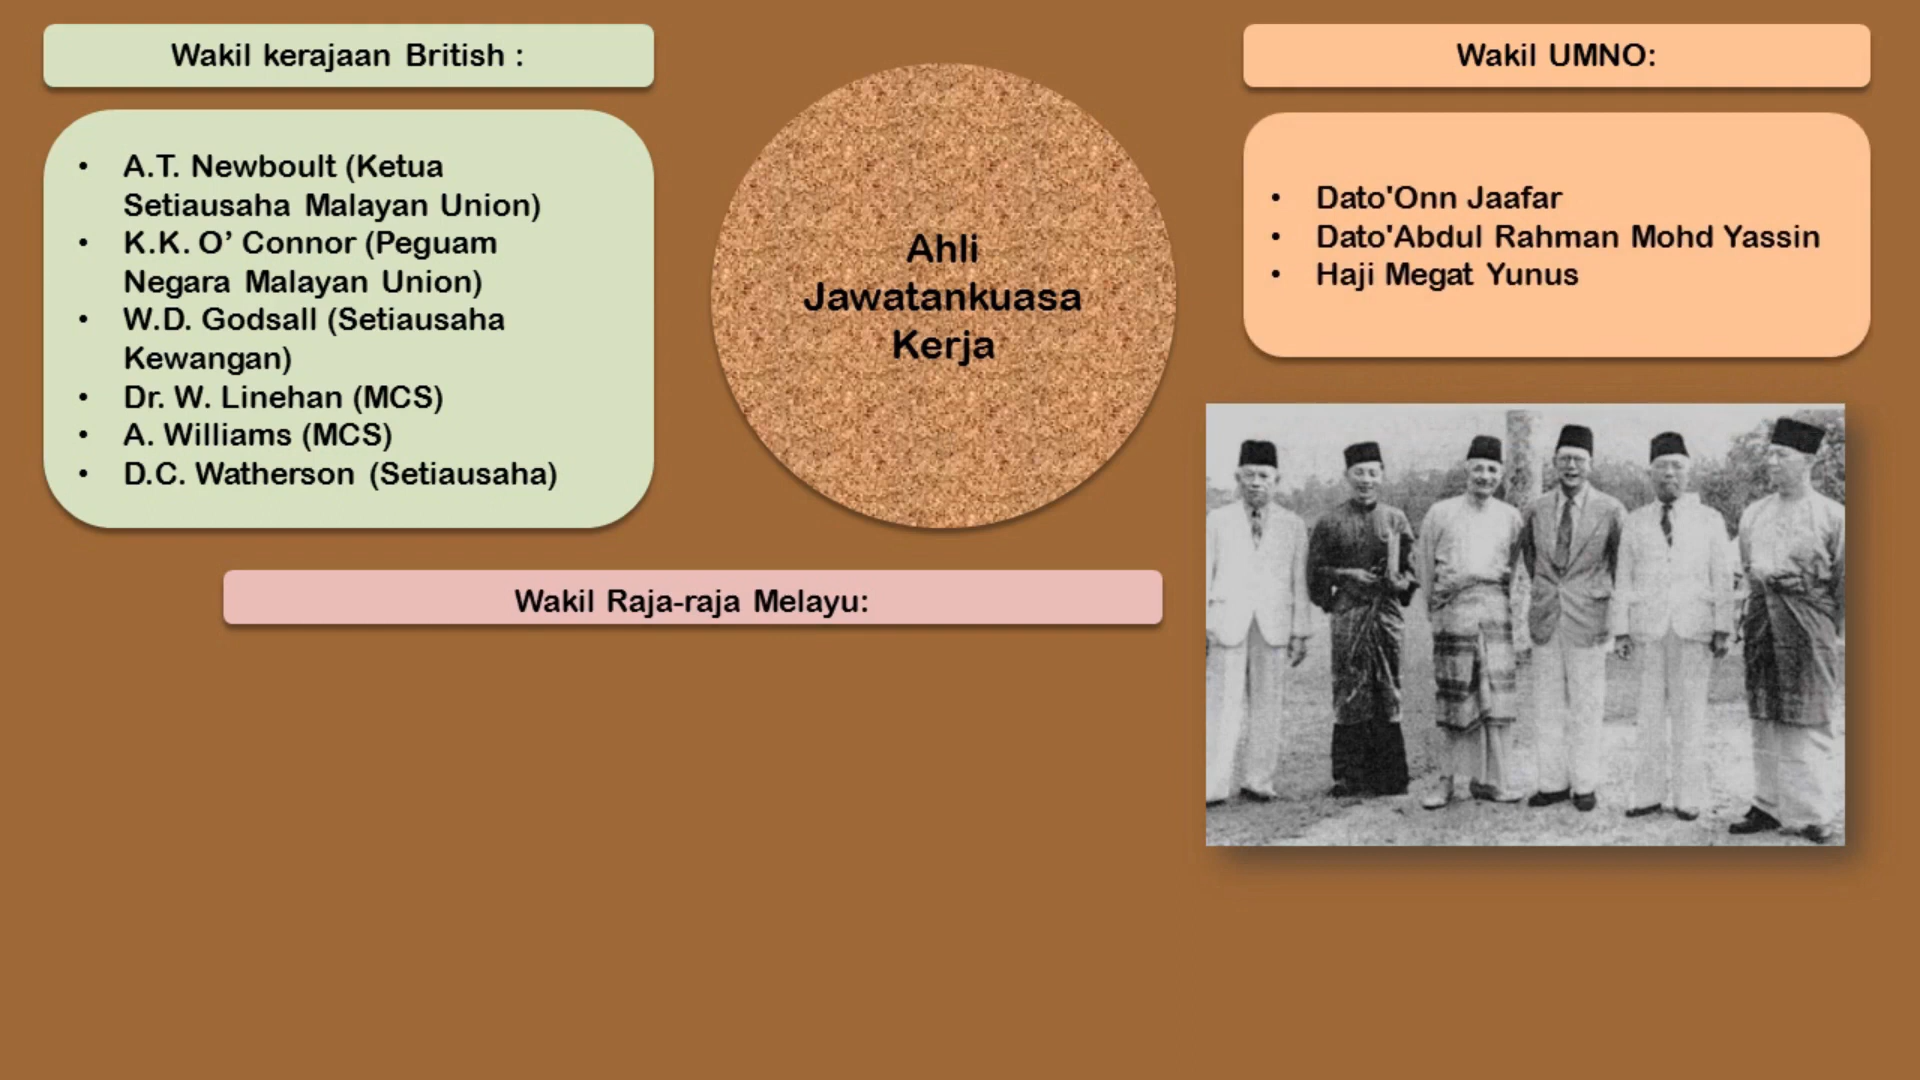 Wakil kerajaan British :
• A.T. Newboult (Ketua
Setiausaha Malayan Union)
• K.K. O’ Connor (Peguam
Negara Malayan Union)
• W.D. Godsall (Setiausaha
Kewangan)
• Dr. W. Linehan (MCS)
• A. Williams (MCS)
• D.C. Watherson (Setiausaha)
Ahli
Jawatankuasa
Kerja
Wakil UMNO:
• Dato'Onn Jaafar
• Dato'Abdul Rahman Mohd Yassin
• Haji Megat Yunus
Wakil Raja-raja Melayu: